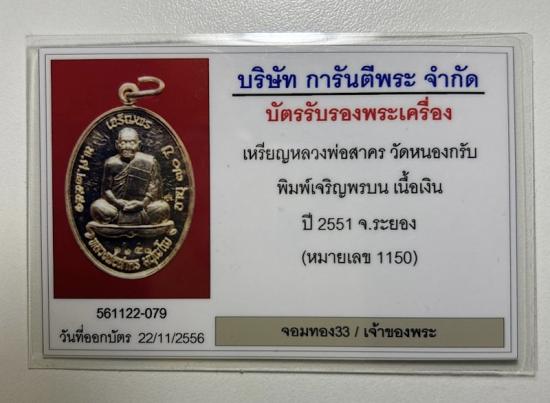 บริษัท การันตีพระ จำกัด
บัตรรับรองพระเครื่อง
เหรียญหลวงพ่อสาคร วัดหนองกรับ
พิมพ์เจริญพรบน เนื้อเงิน
ปี 2551 จ.ระยอง
(หมายเลข 1150)
เจริญพร
561122-079
วันที่ออกบัตร 22/11/2556
จอมทอง33 / เจ้าของพระ